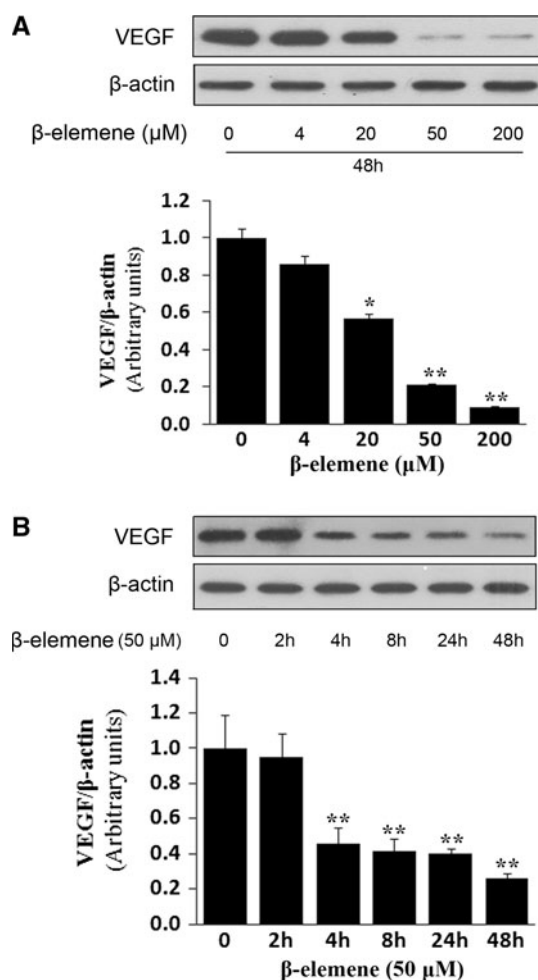 A
VEGF
β-actin
β-elemene (μM) 0 4 20 50 200
48h
VEGF/β-actin
(Arbitrary units)
1.2
1.0
0.8
0.6
0.4
0.2
0.0
*
**
**
0 4 20 50 200
β-elemene (μM)
B
VEGF
β-actin
β-elemene (50 μM) 0 2h 4h 8h 24h 48h
VEGF/β-actin
(Arbitrary units)
1.4
1.2
1.0
0.8
0.6
0.4
0.2
0.0
**
**
**
**
0 2h 4h 8h 24h 48h
β-elemene (50 μM)